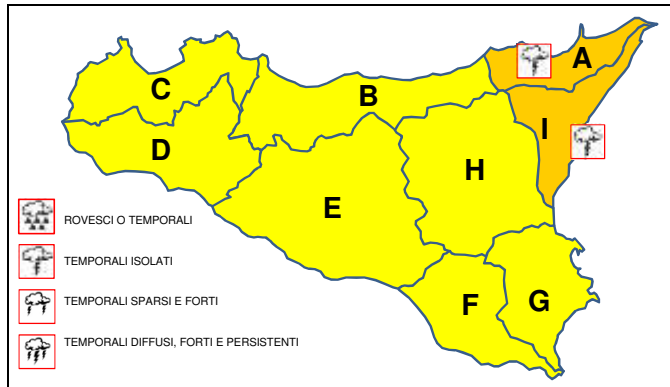 A
C
B
I
D
H
E
ROVESCI O TEMPORALI
TEMPORALI ISOLATI
F
G
TEMPORALI SPARSI E FORTI
TEMPORALI DIFFUSI, FORTI E PERSISTENTI